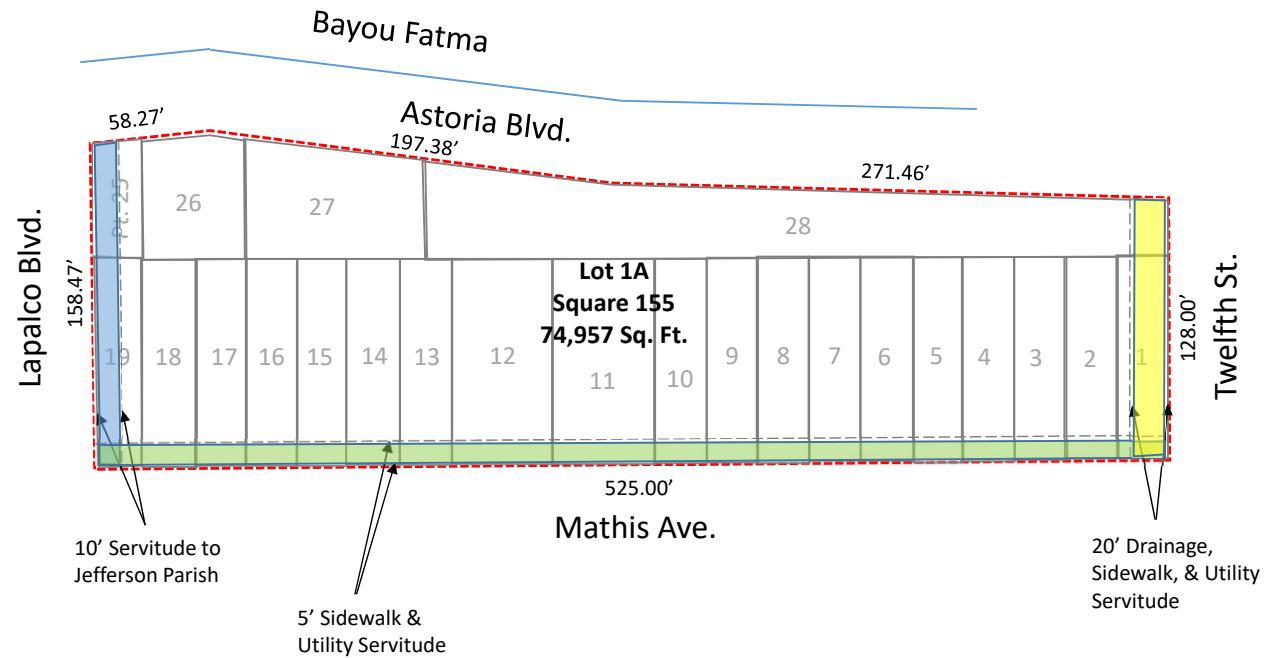 Bayou Fatma
Astoria Blvd.
58.27’
197.38’
271.46’
Lapalco Blvd.
158.47’
Pt. 25
26
27
28
Lot 1A
Square 155
74,957 Sq. Ft.
19
18
17
16
15
14
13
12
11
10
9
8
7
6
5
4
3
2
1
128.00’
Twelfth St.
525.00’
Mathis Ave.
10’ Servitude to
Jefferson Parish
5’ Sidewalk &
Utility Servitude
20’ Drainage,
Sidewalk, & Utility
Servitude